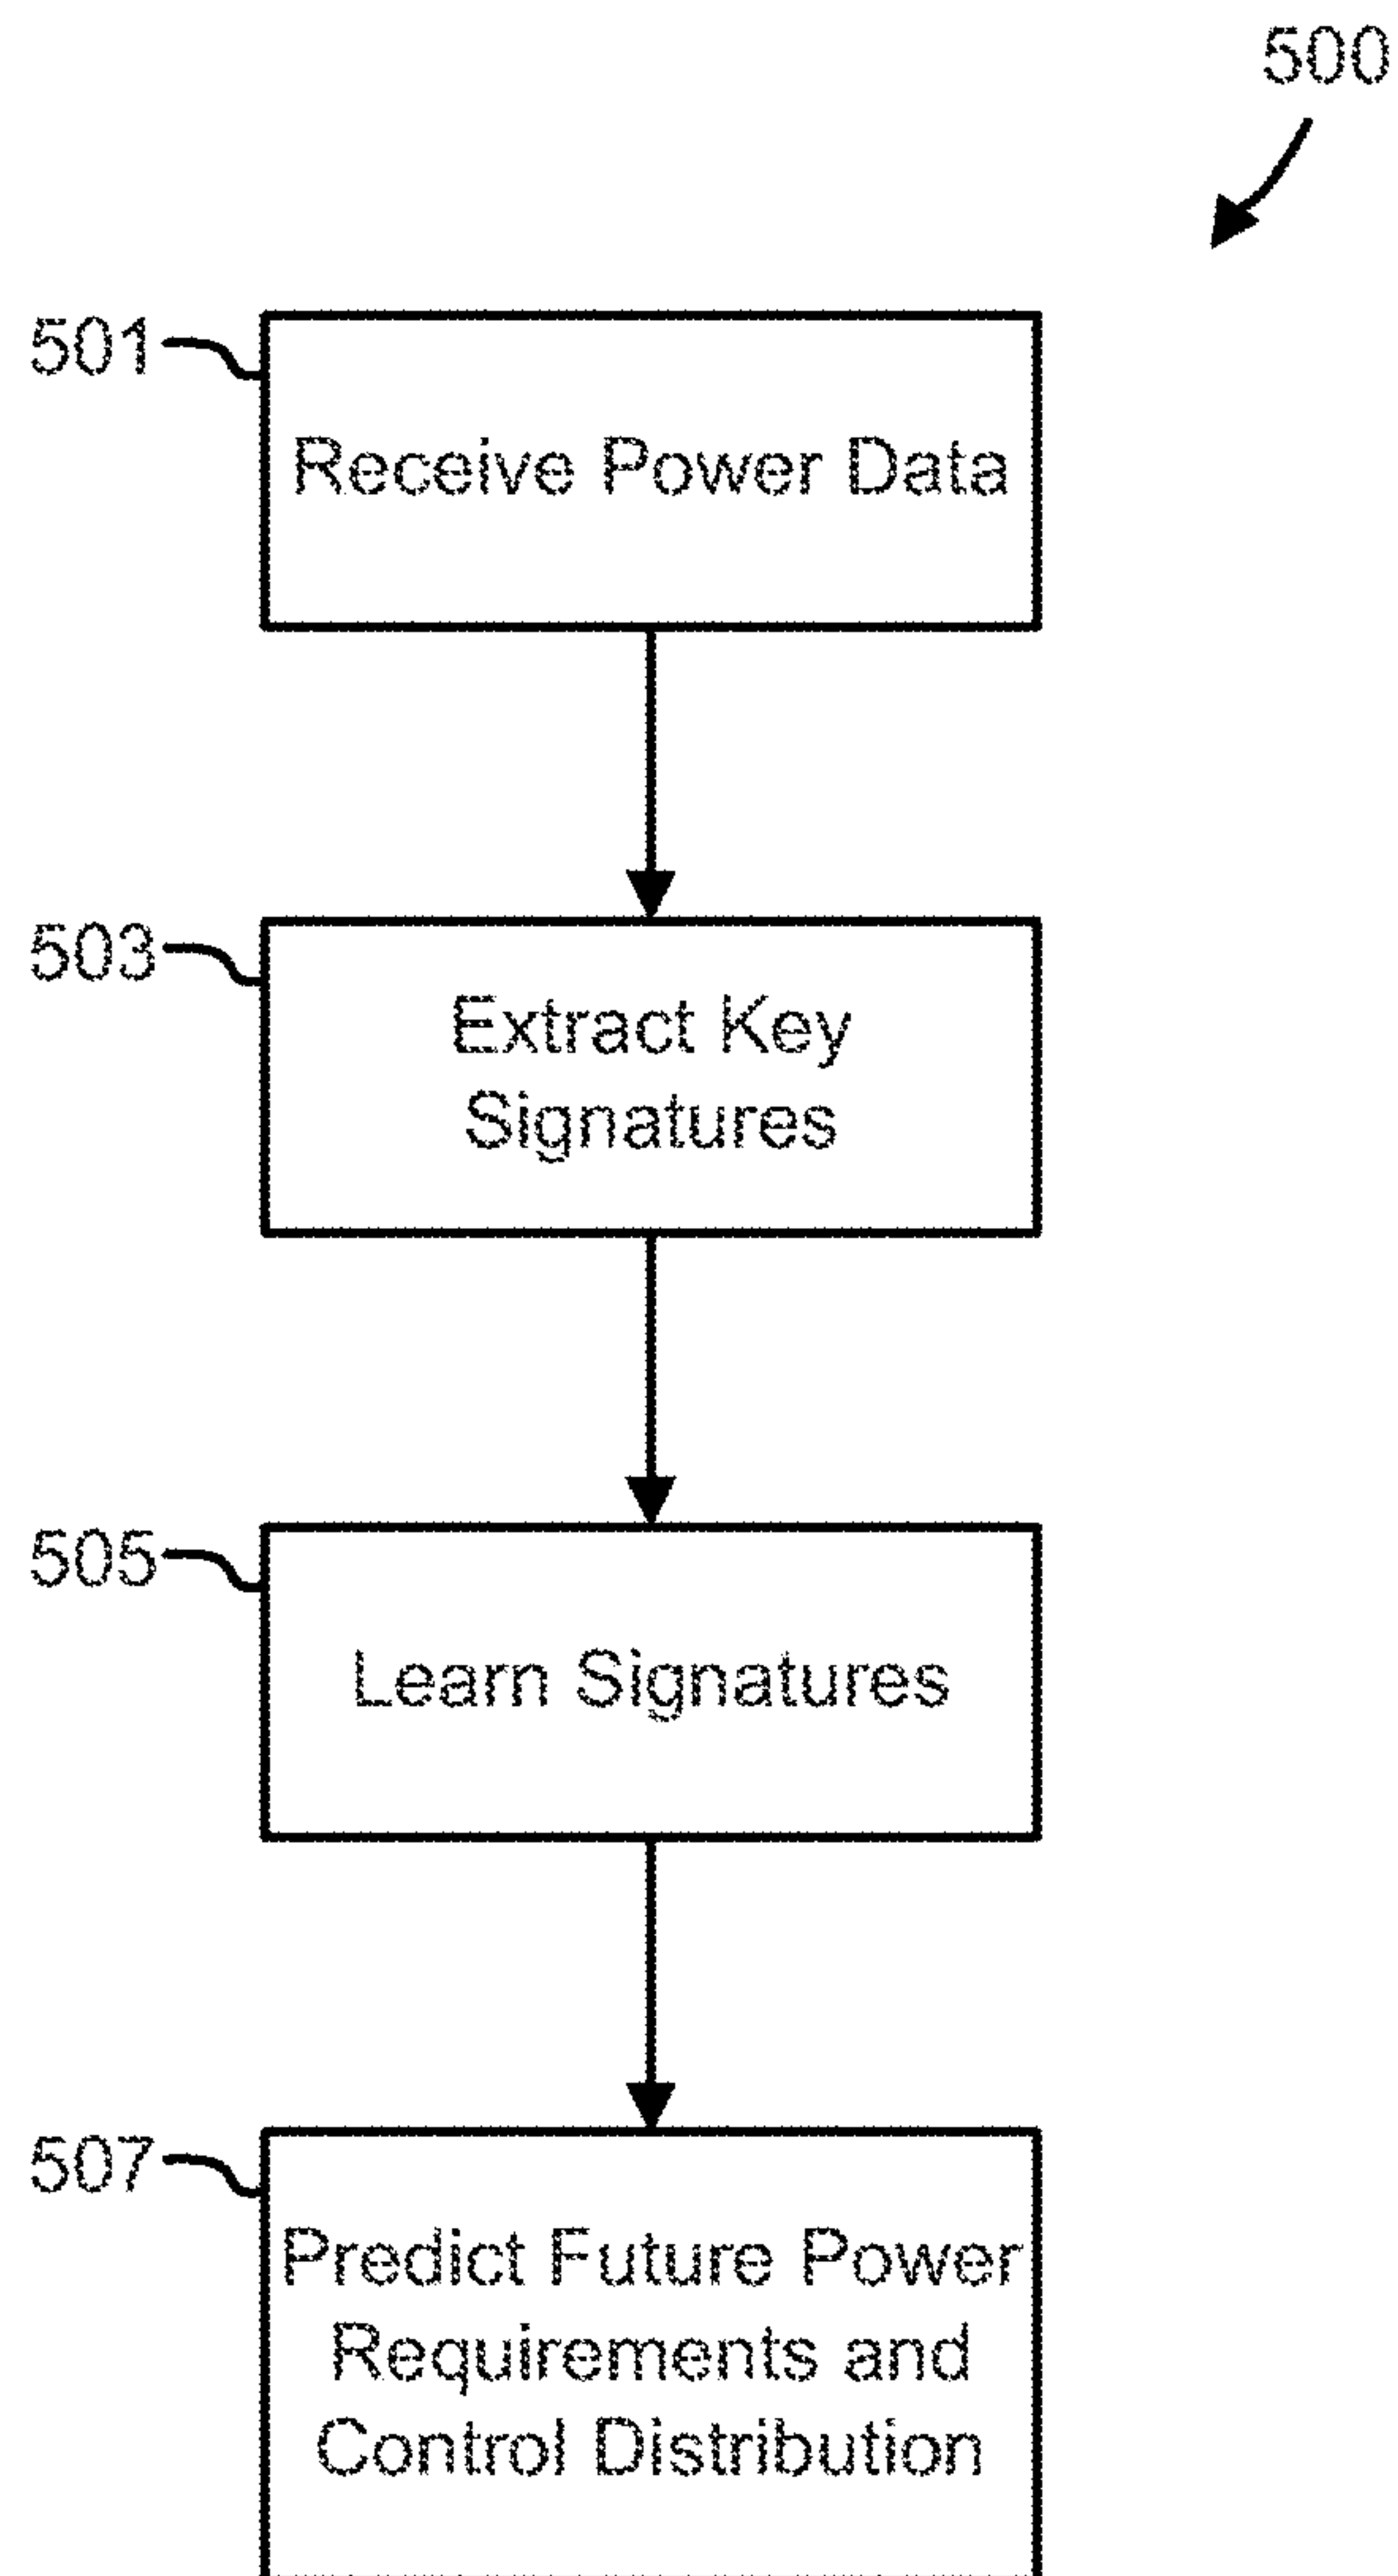 500
501
Receive Power Data
503
Extract Key
Signatures
505
Learn Signatures
507
Predict Future Power
Requirements and
Control Distribution